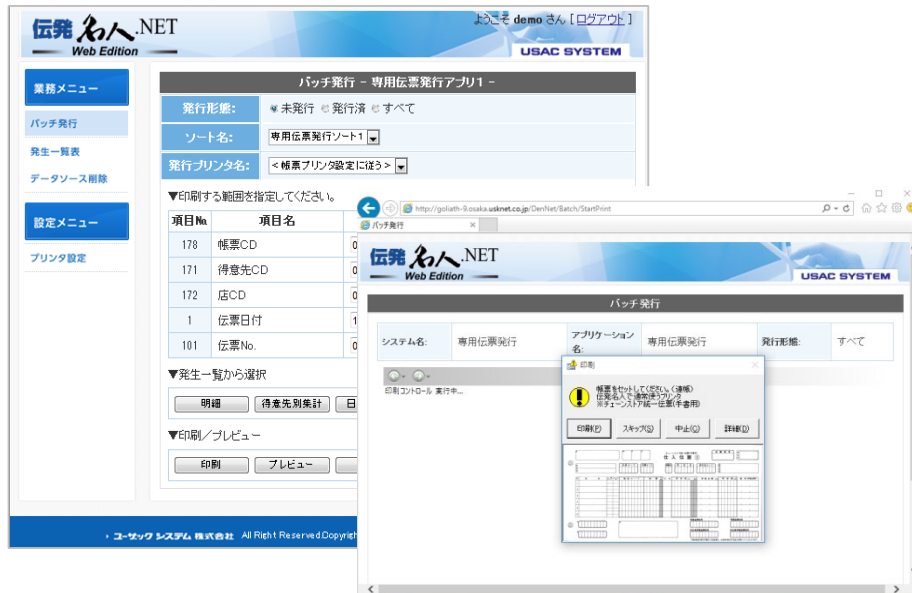 伝発名人.NET
Web Edition
ようこそ demo さん [ログアウト]
USAC SYSTEM
業務メニュー
バッチ発行
発生一覧表
データソース削除
設定メニュー
プリンタ設定
バッチ発行 - 専用伝票発行アプリ1 -
発行形態: 未発行 発行済 すべて
ソート名: 専用伝票発行ソート1
発行プリンタ名: <帳票プリンタ設定に従う>
▼印刷する範囲を指定してください。
項目No. 項目名
178 帳票CD 0
171 得意先CD 0
172 店CD 0
1 伝票日付 1
101 伝票No. 0
▼発生一覧から選択
明細 得意先別集計 日
▼印刷/プレビュー
印刷 プレビュー
ユーザック システム 株式会社 All Right Reserved.Copyright
http://goliath-9.osaka.usknet.co.jp/DenNet/Batch/StartPrint
バッチ発行
伝発名人.NET
Web Edition
USAC SYSTEM
バッチ発行
システム名: 専用伝票発行 アプリケーション名: 専用伝票発行 発行形態: すべて
印刷コントロール 実行中...
印刷
帳票をセットしてください。(連帳)
伝発名人で通常使うプリンタ
※チェーンストア統一伝票(手書用)
印刷(P) スキップ(S) 中止(C) 詳細(D)
仕入伝票